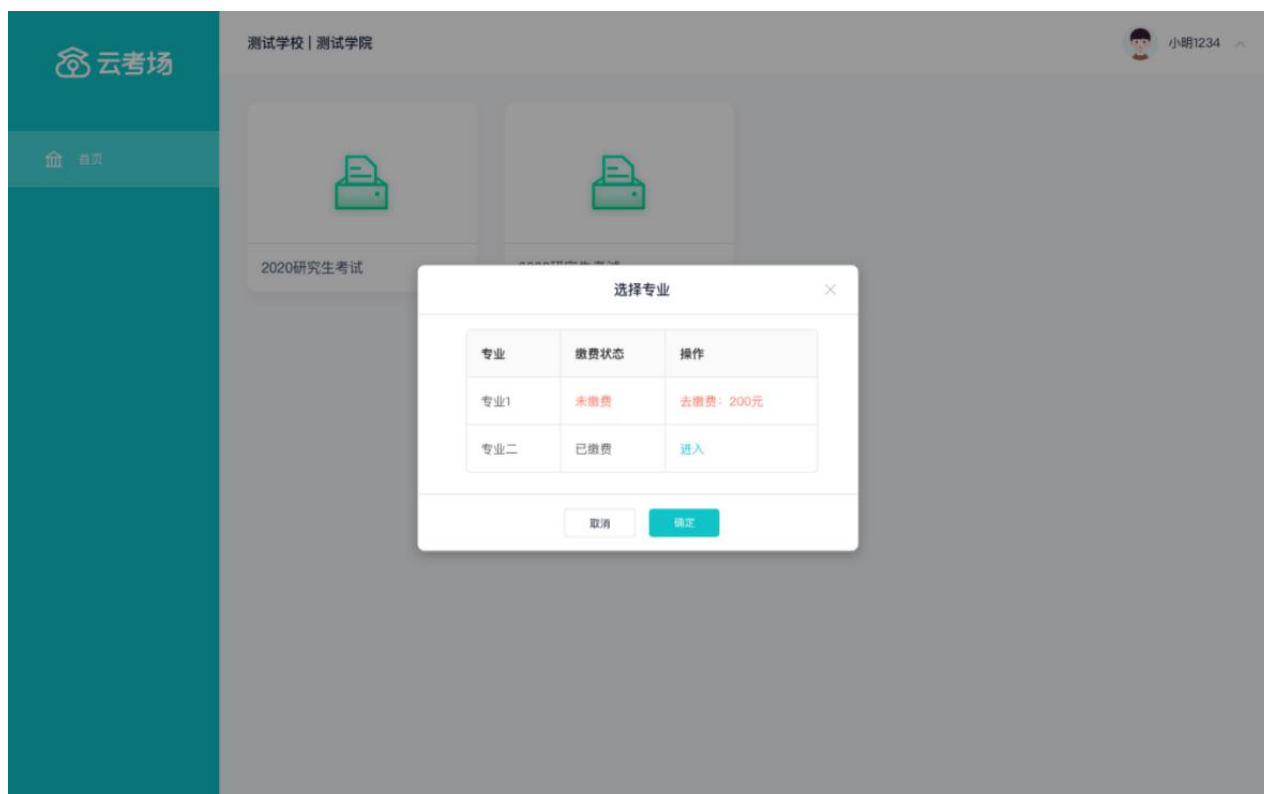 云考场
测试学校 | 测试学院
小明1234
首页
2020研究生考试
选择专业
专业 缴费状态 操作
专业1 未缴费 去缴费：200元
专业二 已缴费 进入
取消 确定